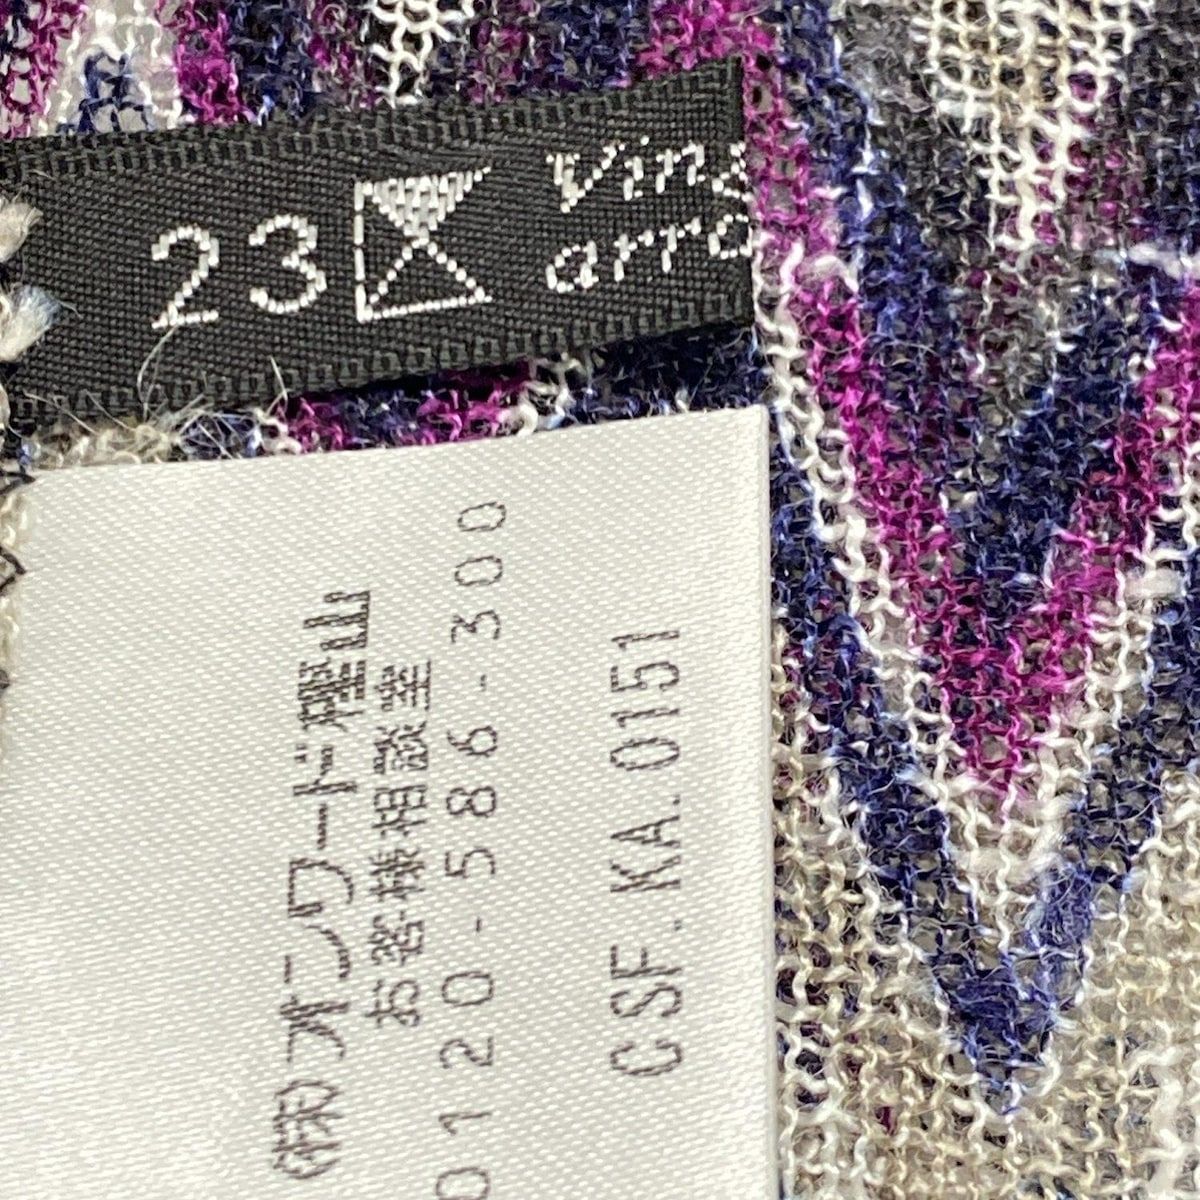 23 Ving
arro
(株)オンワード樫山
お客様相談室
0120-586-300
CSF.KA.0151